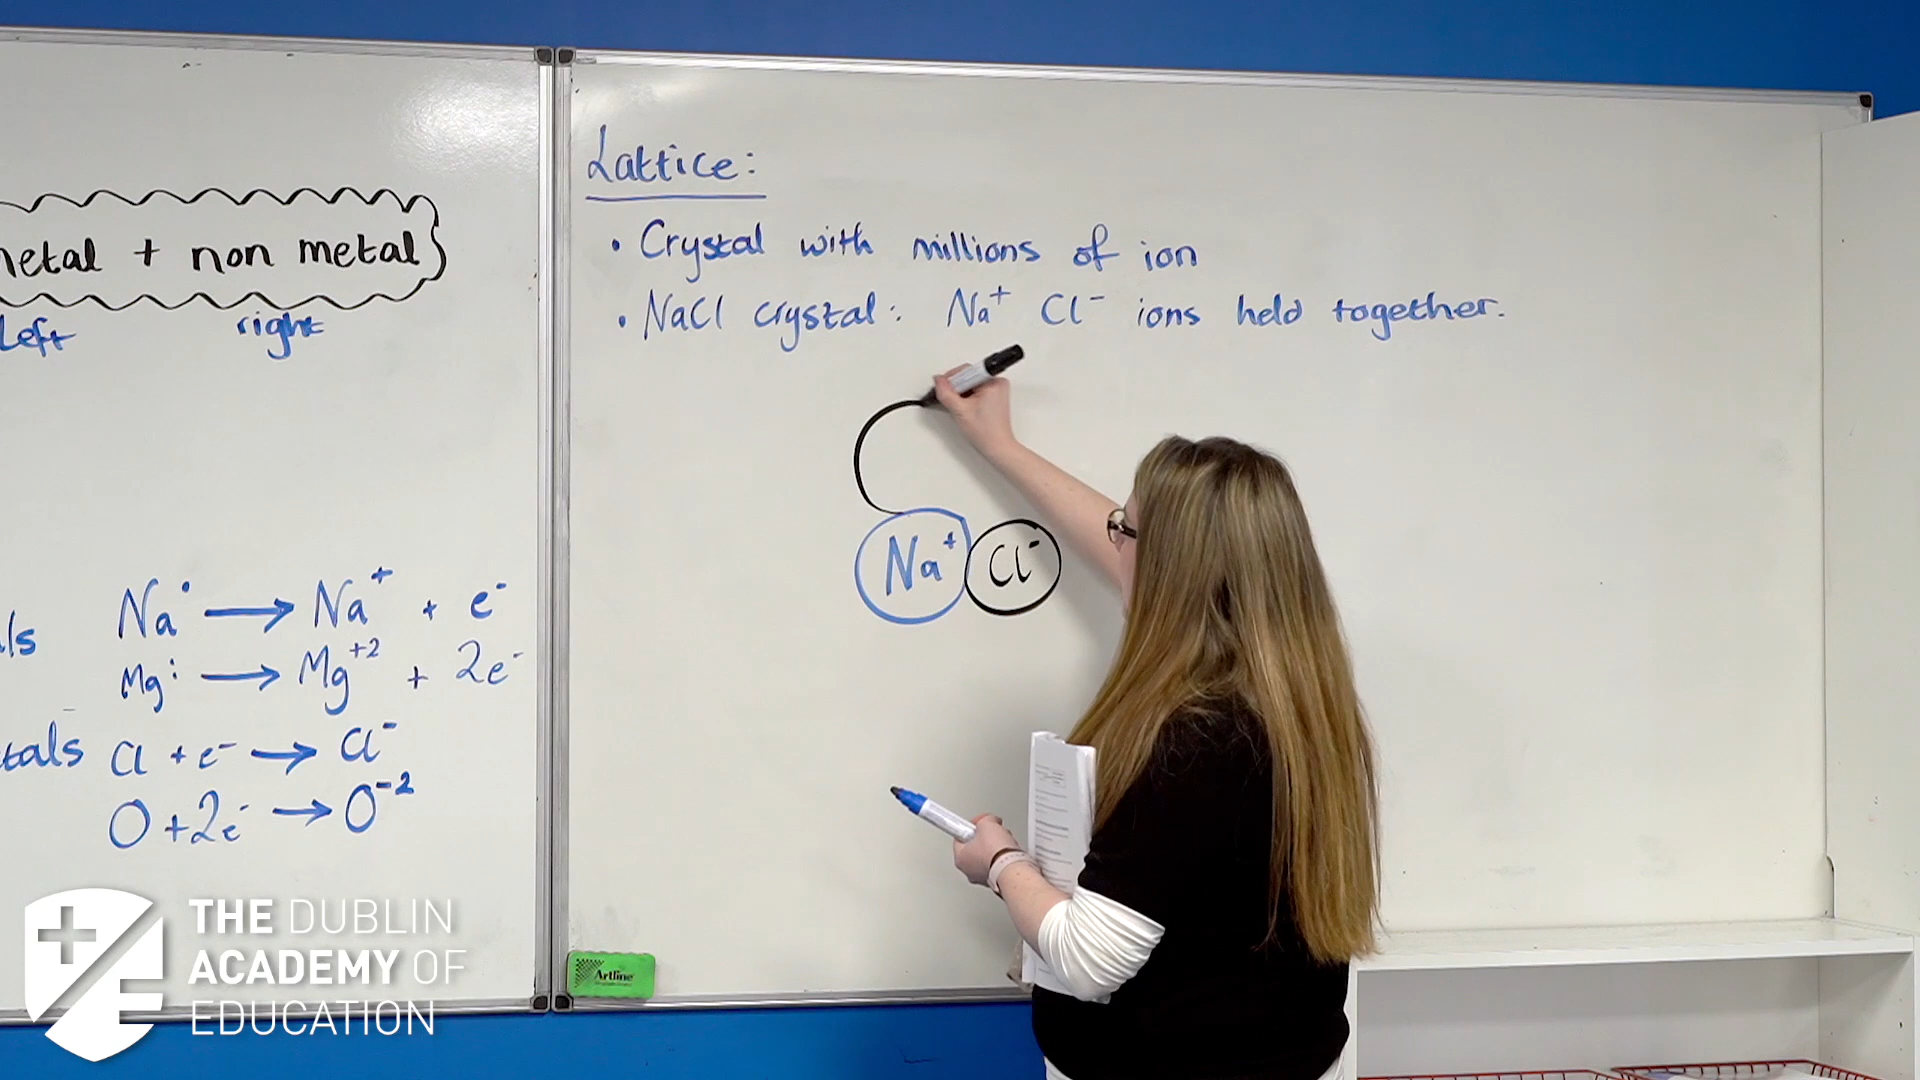 metal + non metal
Left right
Na• → Na⁺ + e⁻
Mg: → Mg⁺² + 2e⁻
Cl + e⁻ → Cl⁻
O + 2e⁻ → O⁻²
Lattice:
• Crystal with millions of ion
• NaCl crystal: Na⁺ Cl⁻ ions held together.
Na⁺ Cl⁻
Artline
THE DUBLIN
ACADEMY OF
EDUCATION